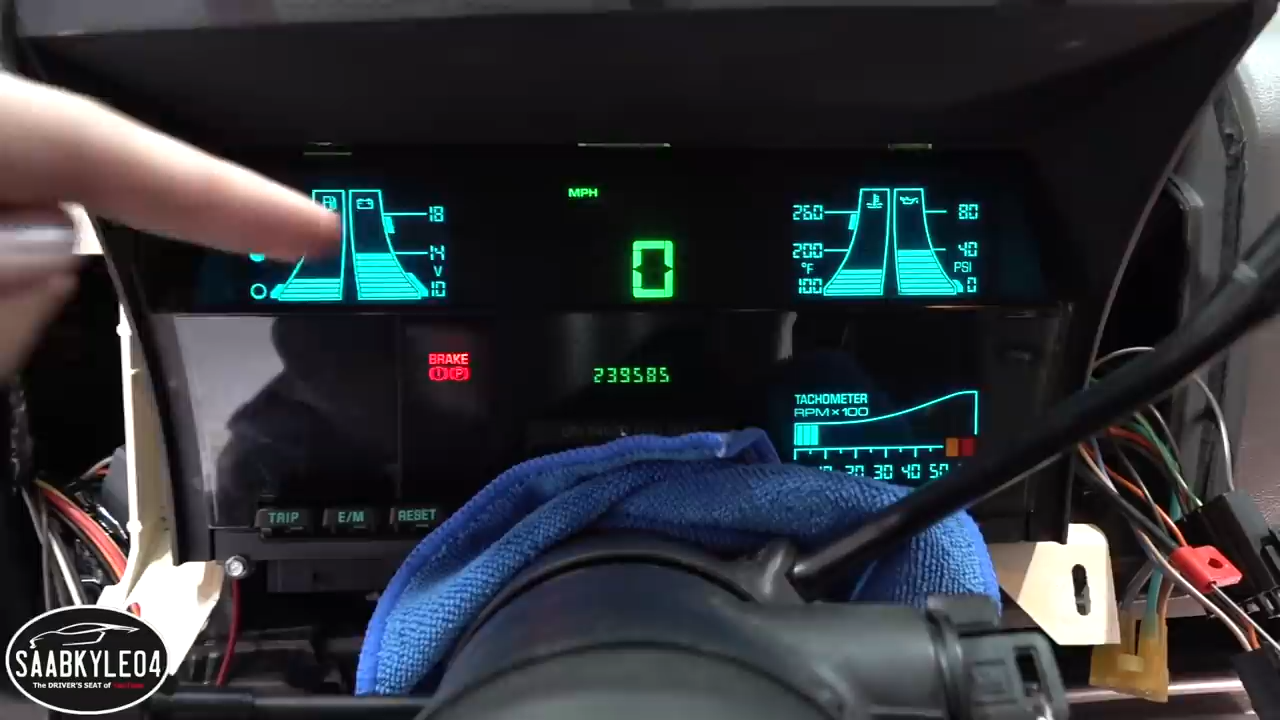 MPH
18
14
V
10
0
260
200
°F
100
80
40
PSI
0
BRAKE
P
239585
TACHOMETER
RPM×100
20 30 40 50
TRIP E/M RESET
SAABKYLE04
The DRIVER'S SEAT of